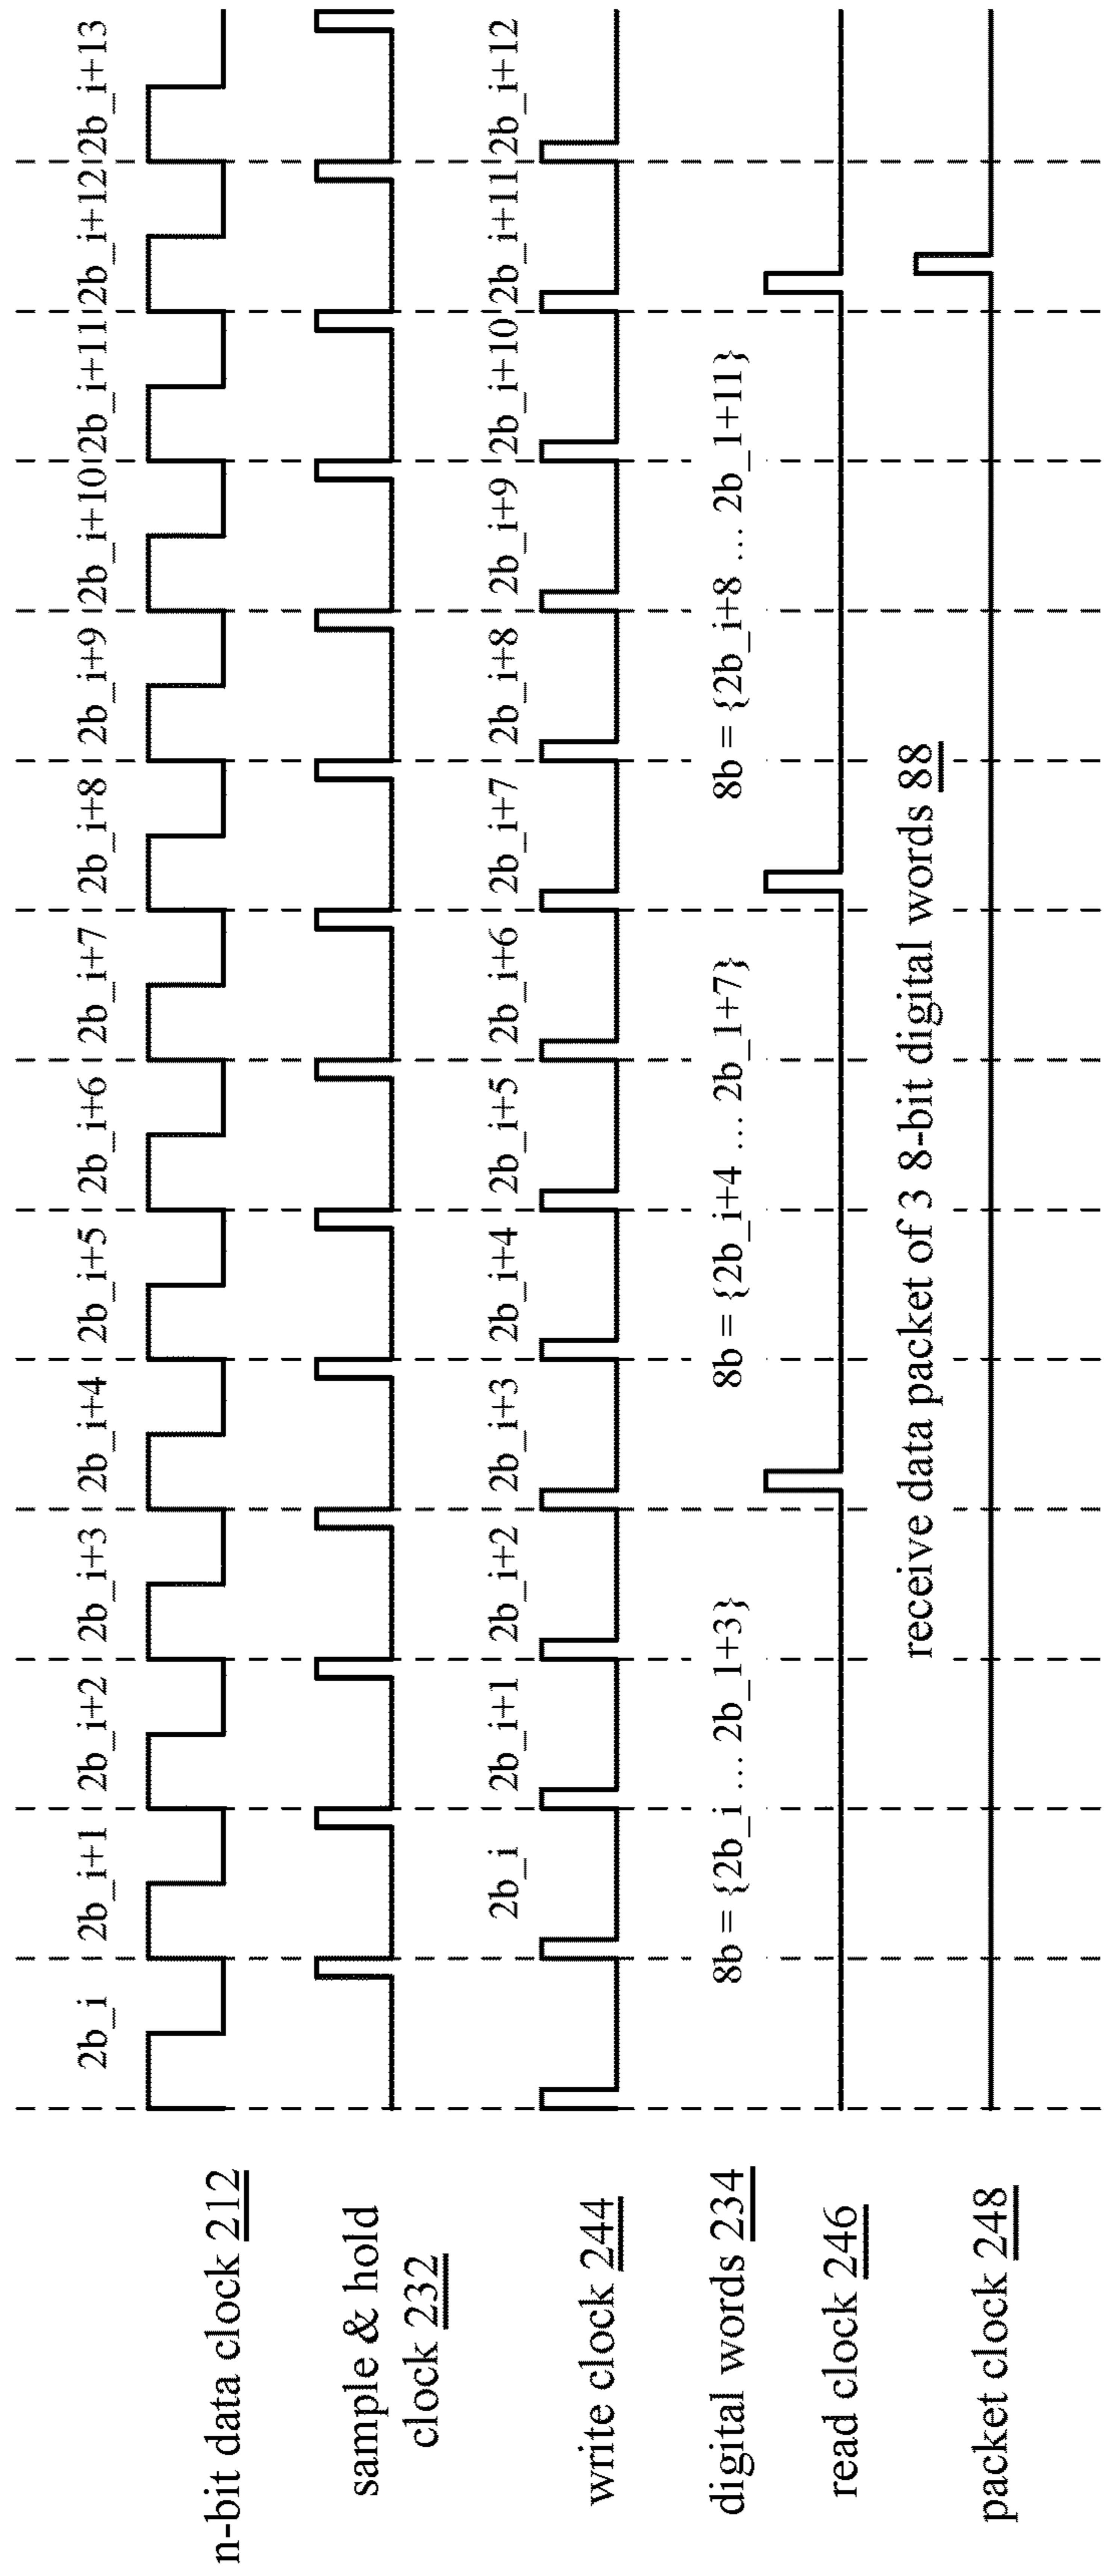 2b_i 2b_i+1 2b_i+2 2b_i+3 2b_i+4 2b_i+5 2b_i+6 2b_i+7 2b_i+8 2b_i+9 2b_i+10 2b_i+11 2b_i+12 2b_i+13
n-bit data clock 212
sample & hold
clock 232
2b_i 2b_i+1 2b_i+2 2b_i+3 2b_i+4 2b_i+5 2b_i+6 2b_i+7 2b_i+8 2b_i+9 2b_i+10 2b_i+11 2b_i+12
write clock 244
digital words 234 8b = {2b_i ... 2b_1+3} 8b = {2b_i+4 ... 2b_1+7} 8b = {2b_i+8 ... 2b_1+11}
read clock 246
receive data packet of 3 8-bit digital words 88
packet clock 248